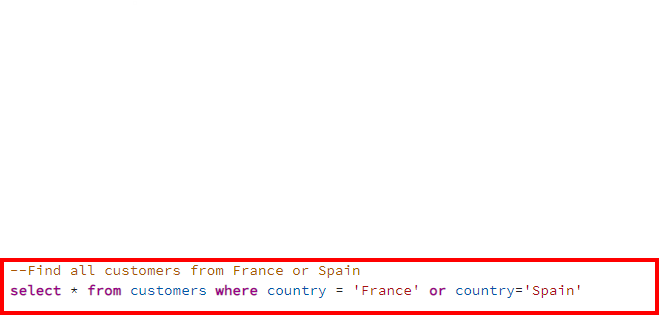 --Find all customers from France or Spain
select * from customers where country = 'France' or country='Spain'